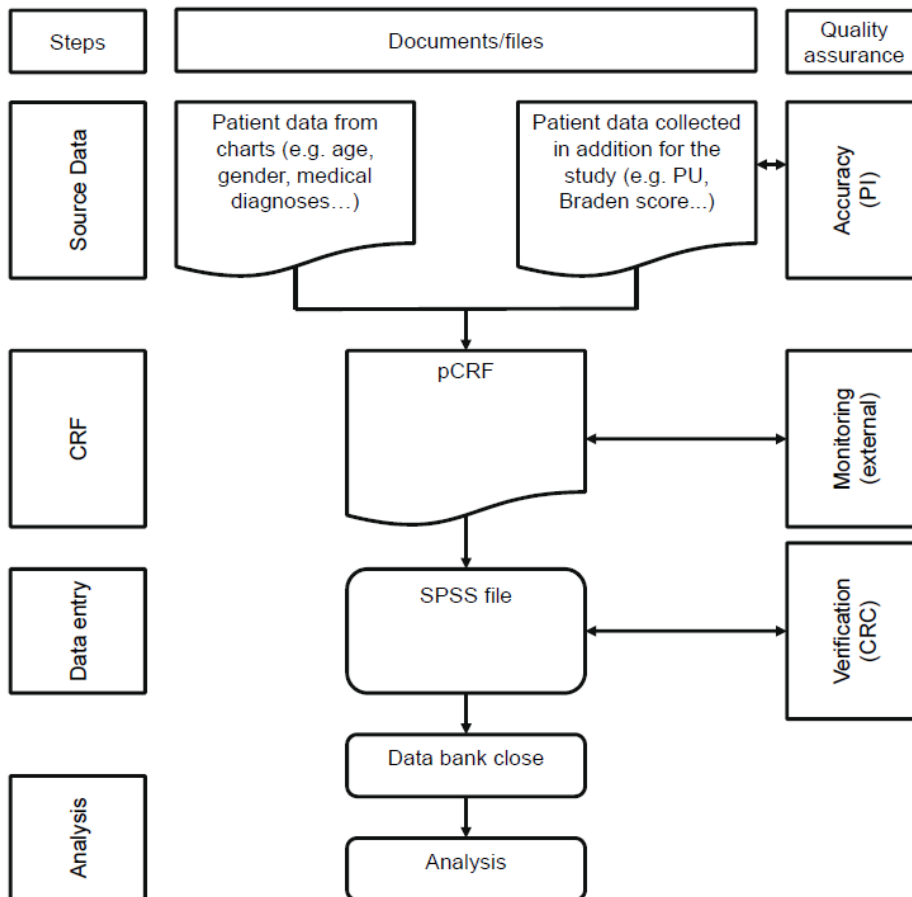 Steps
Documents/files
Quality
assurance
Source Data
Patient data from
charts (e.g. age,
gender, medical
diagnoses…)
Patient data collected
in addition for the
study (e.g. PU,
Braden score...)
Accuracy
(PI)
CRF
pCRF
Monitoring
(external)
Data entry
SPSS file
Verification
(CRC)
Data bank close
Analysis
Analysis